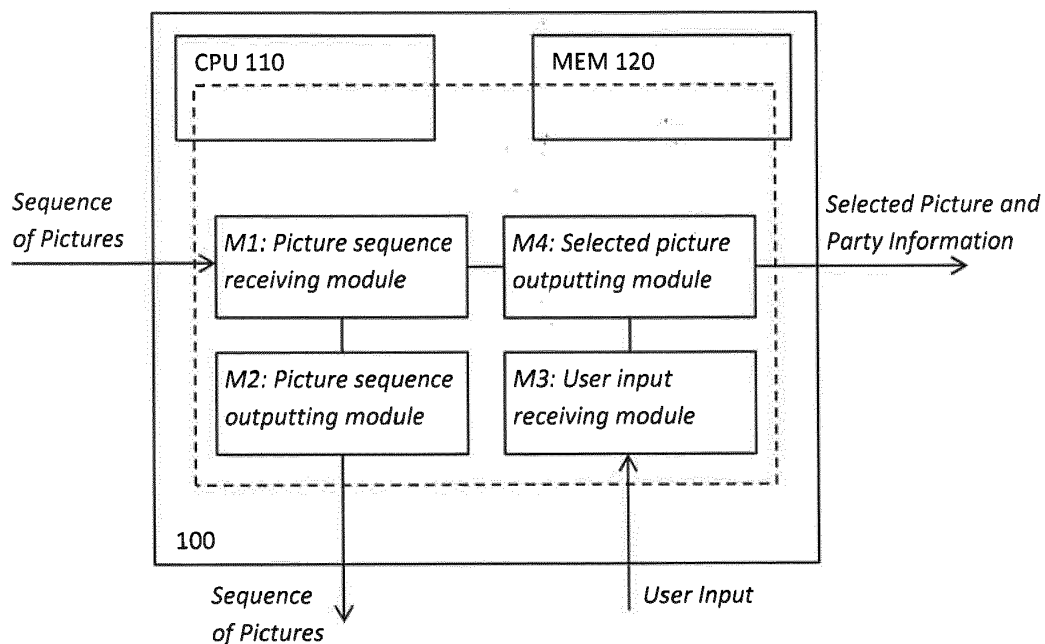 CPU 110
MEM 120
Sequence
of Pictures
M1: Picture sequence
receiving module
M4: Selected picture
outputting module
Selected Picture and
Party Information
M2: Picture sequence
outputting module
M3: User input
receiving module
100
Sequence
of Pictures
User Input